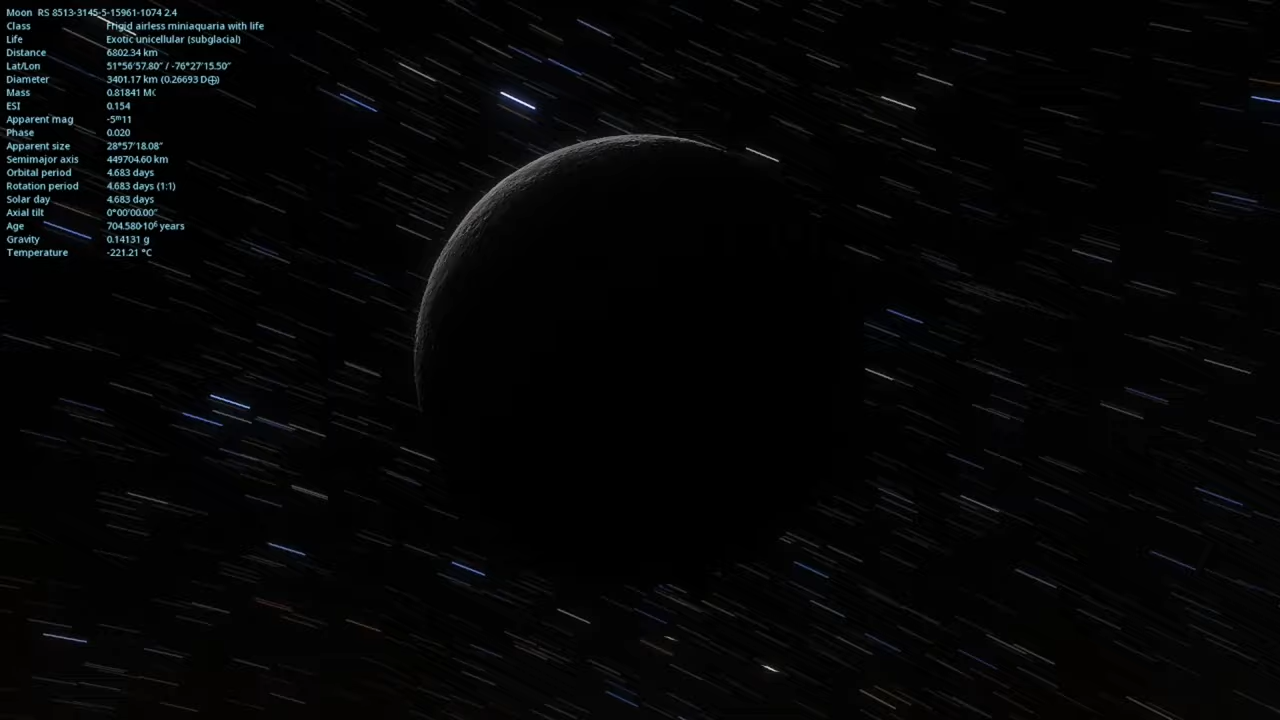 Moon RS 8513-3145-5-15961-1074 2.4
Class Frigid airless miniaquaria with life
Life Exotic unicellular (subglacial)
Distance 6802.34 km
Lat/Lon 51°56'57.80" / -76°27'15.50"
Diameter 3401.17 km (0.26693 D⊕)
Mass 0.81841 M☾
ESI 0.154
Apparent mag -5ᵐ11
Phase 0.020
Apparent size 28°57'18.08"
Semimajor axis 449704.60 km
Orbital period 4.683 days
Rotation period 4.683 days (1:1)
Solar day 4.683 days
Axial tilt 0°00'00.00"
Age 704.580·10⁶ years
Gravity 0.14131 g
Temperature -221.21 °C